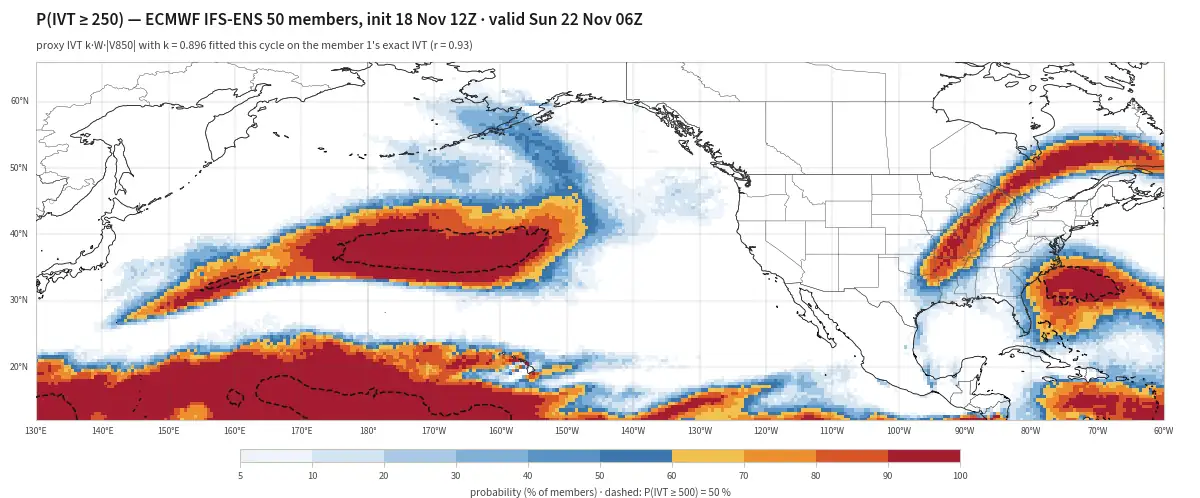 P(IVT ≥ 250) — ECMWF IFS-ENS 50 members, init 18 Nov 12Z · valid Sun 22 Nov 06Z
proxy IVT k·W·|V850| with k = 0.896 fitted this cycle on the member 1's exact IVT (r = 0.93)
60°N
50°N
40°N
30°N
20°N
130°E 140°E 150°E 160°E 170°E 180° 170°W 160°W 150°W 140°W 130°W 120°W 110°W 100°W 90°W 80°W 70°W 60°W
5 10 20 30 40 50 60 70 80 90 100
probability (% of members) · dashed: P(IVT ≥ 500) = 50 %